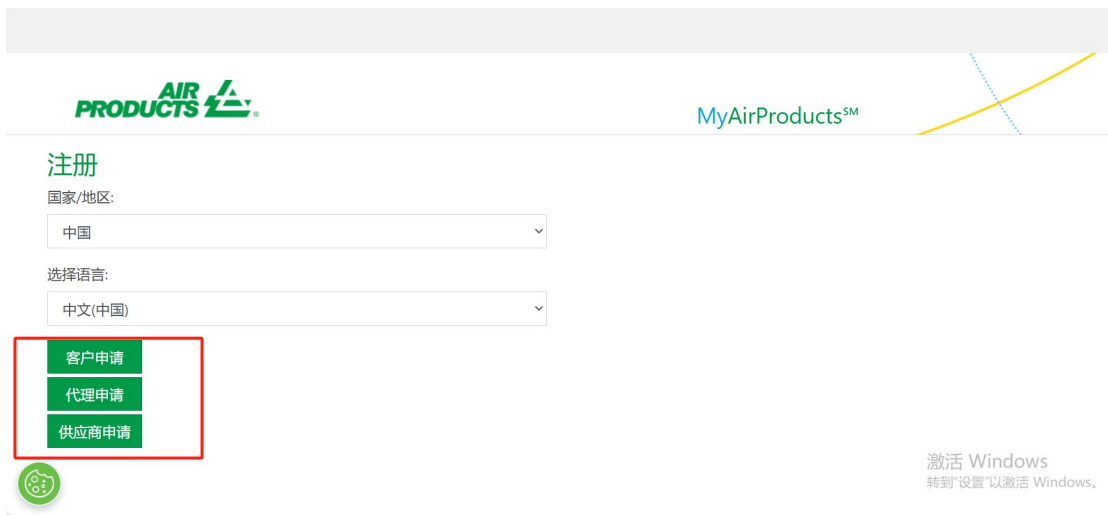 AIR
PRODUCTS
MyAirProducts℠
注册
国家/地区:
中国
选择语言:
中文(中国)
客户申请
代理申请
供应商申请
激活 Windows
转到"设置"以激活 Windows。